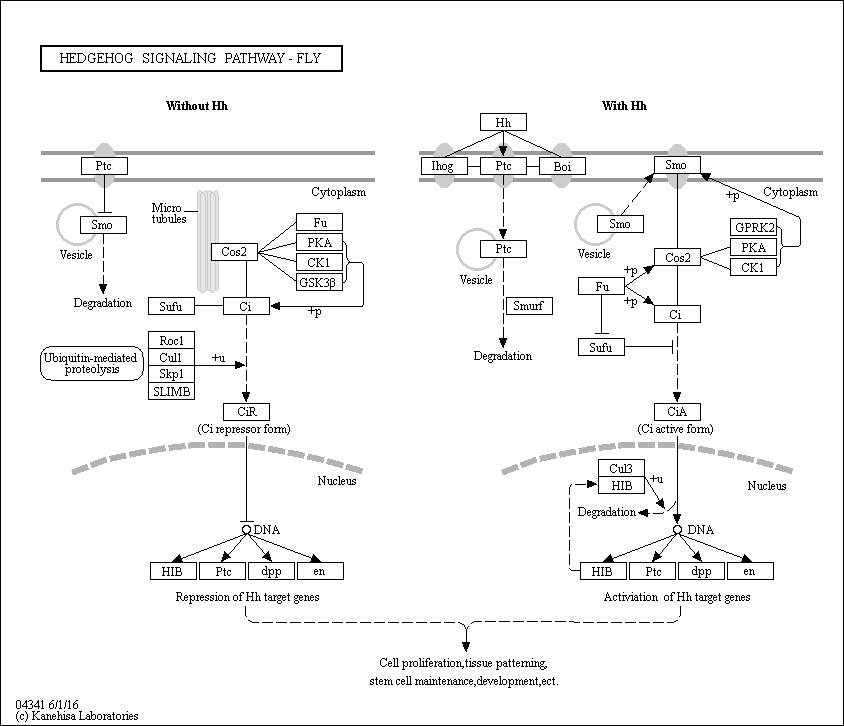 HEDGEHOG SIGNALING PATHWAY - FLY
Without Hh
With Hh
Ptc
Cytoplasm
Smo
Vesicle
Degradation
Micro
tubules
Cos2
Fu
PKA
CK1
GSK3β
Sufu
Ci
+p
Ubiquitin-mediated
proteolysis
Roc1
Cul1
Skp1
SLIMB
+u
CiR
(Ci repressor form)
Nucleus
DNA
HIB
Ptc
dpp
en
Repression of Hh target genes
Hh
Ihog
Ptc
Boi
Smo
Cytoplasm
+p
Ptc
Vesicle
Smurf
Degradation
Smo
Vesicle
Cos2
GPRK2
PKA
CK1
Fu
+p
+p
Ci
Sufu
CiA
(Ci active form)
Nucleus
Cul3
HIB
+u
Degradation
DNA
HIB
Ptc
dpp
en
Activiation of Hh target genes
Cell proliferation,tissue patterning,
stem cell maintenance,development,ect.
04341 6/1/16
(c) Kanehisa Laboratories